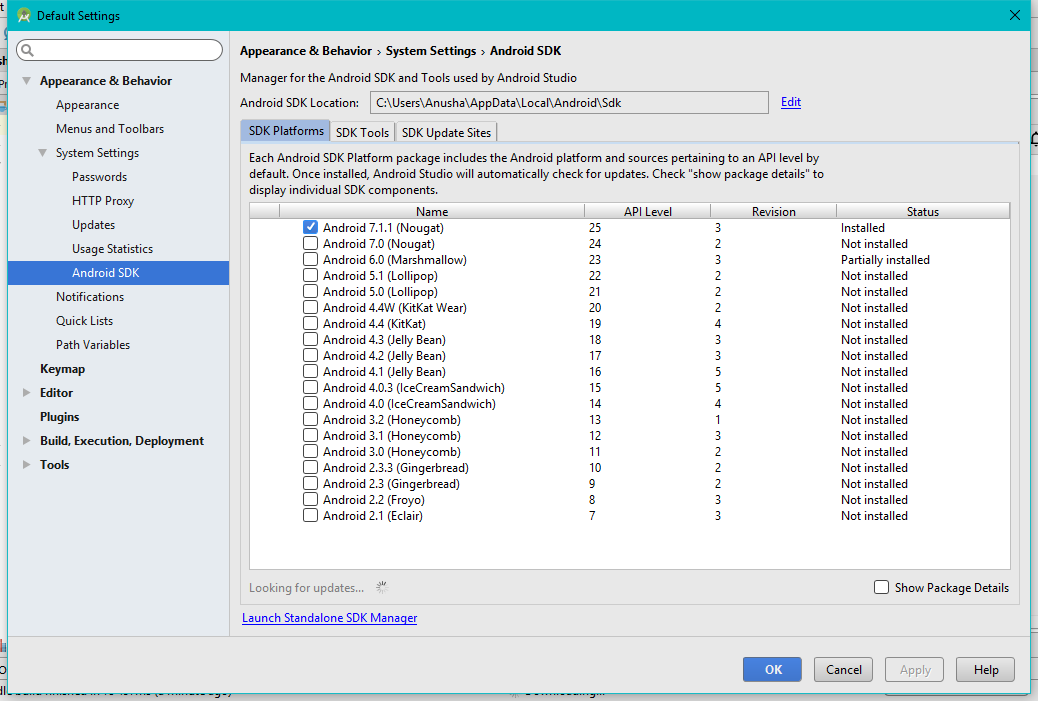 Default Settings
Appearance & Behavior
Appearance
Menus and Toolbars
System Settings
Passwords
HTTP Proxy
Updates
Usage Statistics
Android SDK
Notifications
Quick Lists
Path Variables
Keymap
Editor
Plugins
Build, Execution, Deployment
Tools
Appearance & Behavior › System Settings › Android SDK
Manager for the Android SDK and Tools used by Android Studio
Android SDK Location: C:\Users\Anusha\AppData\Local\Android\Sdk Edit
SDK Platforms SDK Tools SDK Update Sites
Each Android SDK Platform package includes the Android platform and sources pertaining to an API level by
default. Once installed, Android Studio will automatically check for updates. Check "show package details" to
display individual SDK components.
Name API Level Revision Status
Android 7.1.1 (Nougat) 25 3 Installed
Android 7.0 (Nougat) 24 2 Not installed
Android 6.0 (Marshmallow) 23 3 Partially installed
Android 5.1 (Lollipop) 22 2 Not installed
Android 5.0 (Lollipop) 21 2 Not installed
Android 4.4W (KitKat Wear) 20 2 Not installed
Android 4.4 (KitKat) 19 4 Not installed
Android 4.3 (Jelly Bean) 18 3 Not installed
Android 4.2 (Jelly Bean) 17 3 Not installed
Android 4.1 (Jelly Bean) 16 5 Not installed
Android 4.0.3 (IceCreamSandwich) 15 5 Not installed
Android 4.0 (IceCreamSandwich) 14 4 Not installed
Android 3.2 (Honeycomb) 13 1 Not installed
Android 3.1 (Honeycomb) 12 3 Not installed
Android 3.0 (Honeycomb) 11 2 Not installed
Android 2.3.3 (Gingerbread) 10 2 Not installed
Android 2.3 (Gingerbread) 9 2 Not installed
Android 2.2 (Froyo) 8 3 Not installed
Android 2.1 (Eclair) 7 3 Not installed
Looking for updates... Show Package Details
Launch Standalone SDK Manager
OK Cancel Apply Help